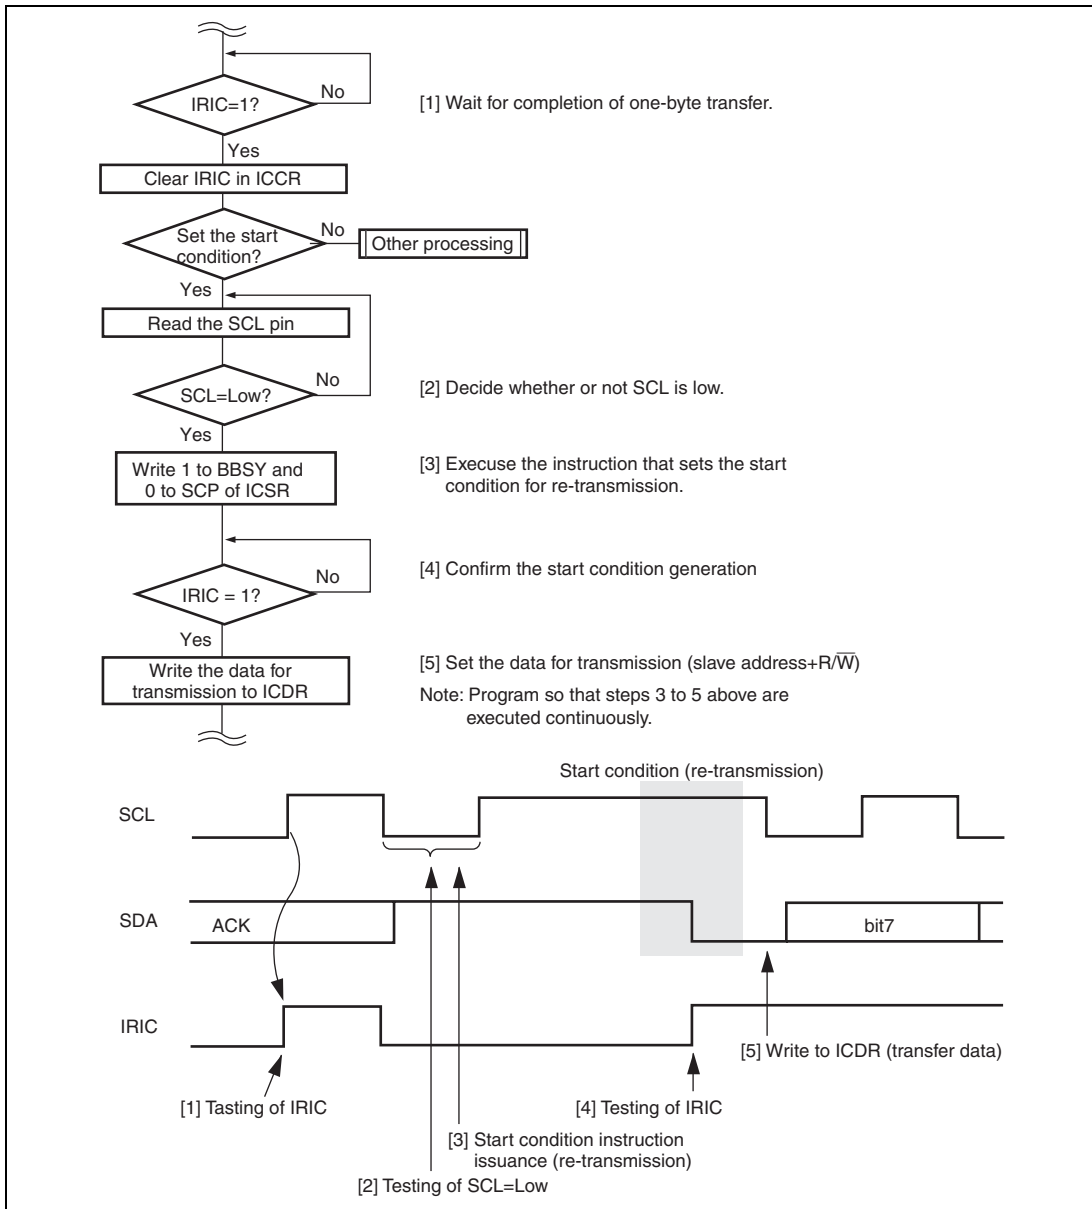 IRIC=1?
No
[1] Wait for completion of one-byte transfer.
Yes
Clear IRIC in ICCR
Set the start
condition?
No
Other processing
Yes
Read the SCL pin
SCL=Low?
No
[2] Decide whether or not SCL is low.
Yes
Write 1 to BBSY and
0 to SCP of ICSR
[3] Execuse the instruction that sets the start
condition for re-transmission.
IRIC = 1?
No
[4] Confirm the start condition generation
Yes
Write the data for
transmission to ICDR
[5] Set the data for transmission (slave address+R/W̅)
Note: Program so that steps 3 to 5 above are
executed continuously.
Start condition (re-transmission)
SCL
SDA
ACK
bit7
IRIC
[5] Write to ICDR (transfer data)
[1] Tasting of IRIC
[4] Testing of IRIC
[3] Start condition instruction
issuance (re-transmission)
[2] Testing of SCL=Low